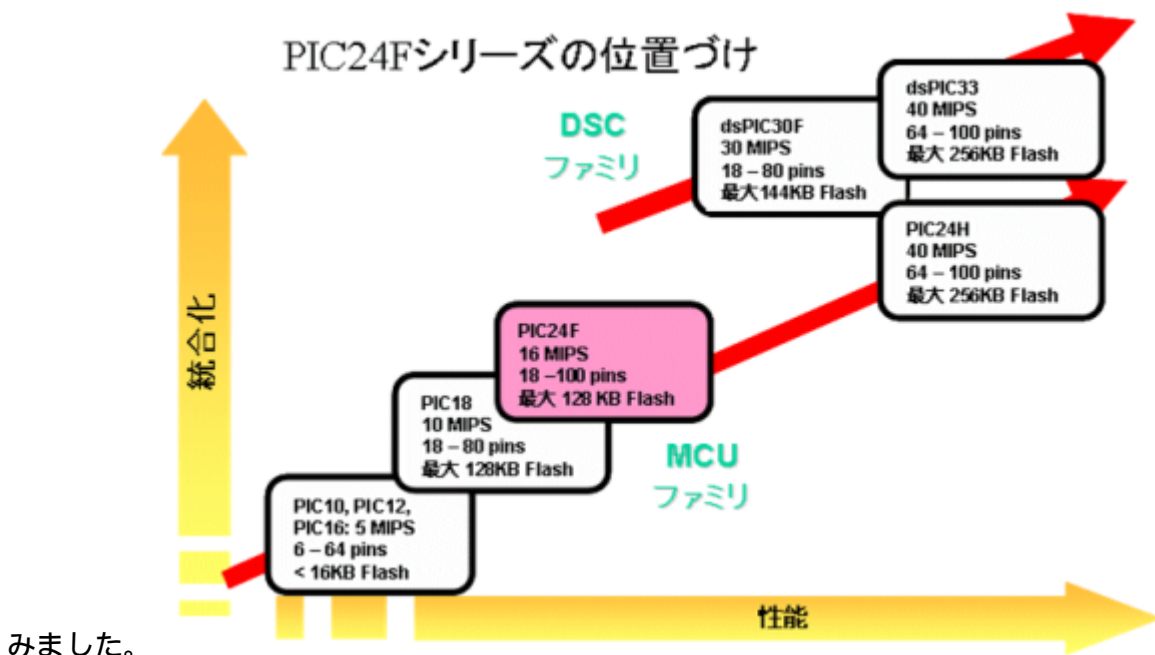 PIC24Fシリーズの位置づけ
DSC
ファミリ
dsPIC30F
30 MIPS
18 – 80 pins
最大144KB Flash
dsPIC33
40 MIPS
64 – 100 pins
最大 256KB Flash
PIC24H
40 MIPS
64 – 100 pins
最大 256KB Flash
統合化
PIC24F
16 MIPS
18 –100 pins
最大 128 KB Flash
PIC18
10 MIPS
18 – 80 pins
最大 128KB Flash
MCU
ファミリ
PIC10, PIC12,
PIC16: 5 MIPS
6 – 64 pins
< 16KB Flash
性能
みました。